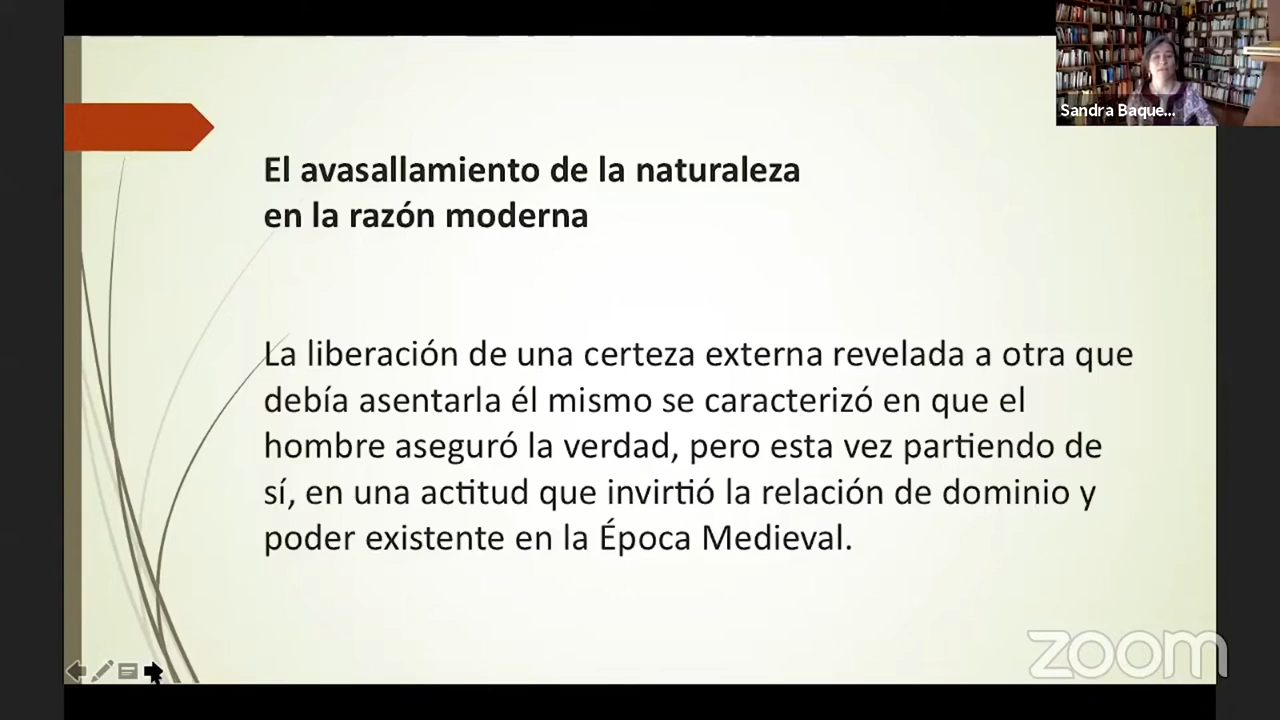 Sandra Baque...
El avasallamiento de la naturaleza
en la razón moderna
La liberación de una certeza externa revelada a otra que
debía asentarla él mismo se caracterizó en que el
hombre aseguró la verdad, pero esta vez partiendo de
sí, en una actitud que invirtió la relación de dominio y
poder existente en la Época Medieval.
zoom